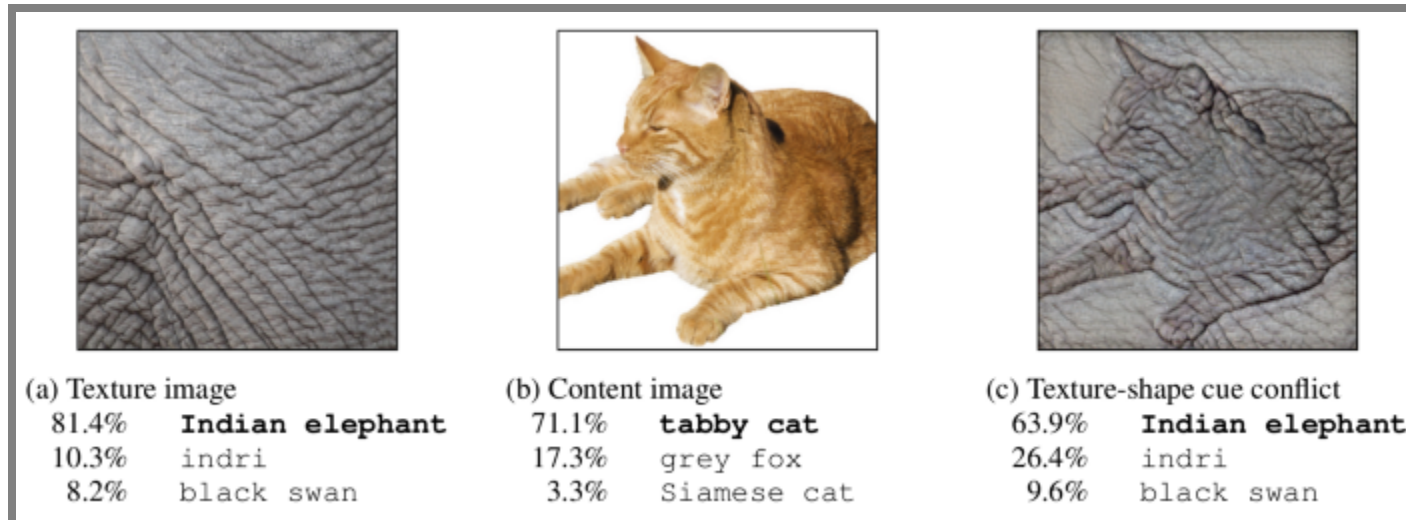 (a) Texture image
81.4% Indian elephant
10.3% indri
8.2% black swan
(b) Content image
71.1% tabby cat
17.3% grey fox
3.3% Siamese cat
(c) Texture-shape cue conflict
63.9% Indian elephant
26.4% indri
9.6% black swan